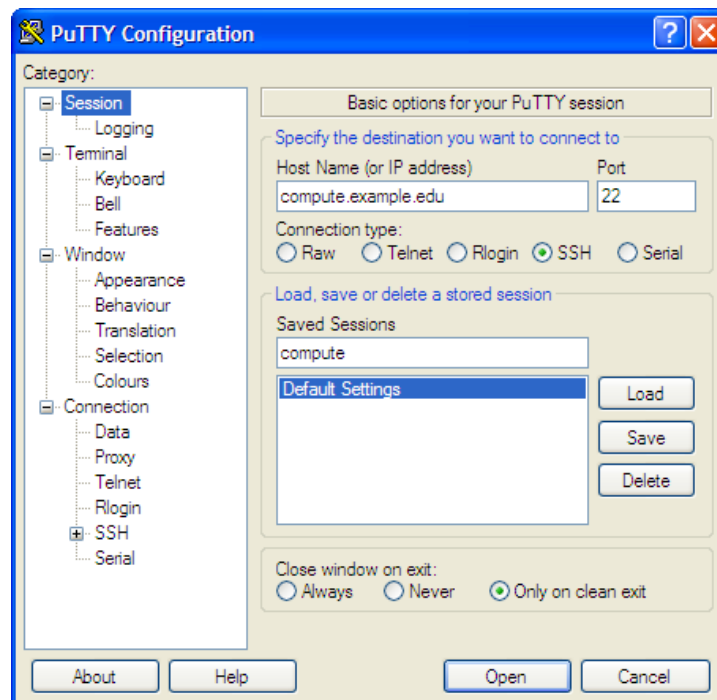 PuTTY Configuration
Category:
Session
Logging
Terminal
Keyboard
Bell
Features
Window
Appearance
Behaviour
Translation
Selection
Colours
Connection
Data
Proxy
Telnet
Rlogin
SSH
Serial
Basic options for your PuTTY session
Specify the destination you want to connect to
Host Name (or IP address) Port
compute.example.edu 22
Connection type:
Raw Telnet Rlogin SSH Serial
Load, save or delete a stored session
Saved Sessions
compute
Default Settings
Load
Save
Delete
Close window on exit:
Always Never Only on clean exit
About Help Open Cancel